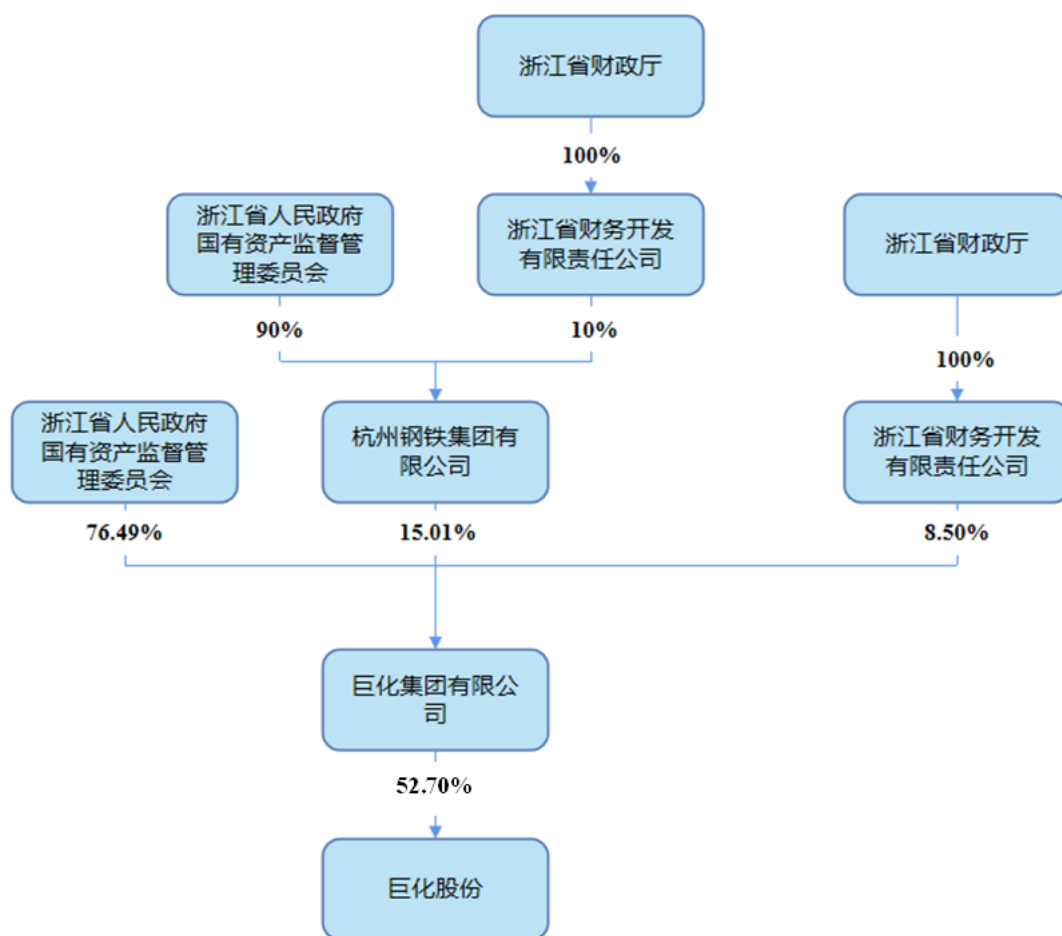 浙江省财政厅
100%
浙江省人民政府
国有资产监督管
理委员会
浙江省财务开发
有限责任公司
浙江省财政厅
90%
10%
100%
浙江省人民政府
国有资产监督管
理委员会
杭州钢铁集团有
限公司
浙江省财务开发
有限责任公司
76.49%
15.01%
8.50%
巨化集团有限公
司
52.70%
巨化股份